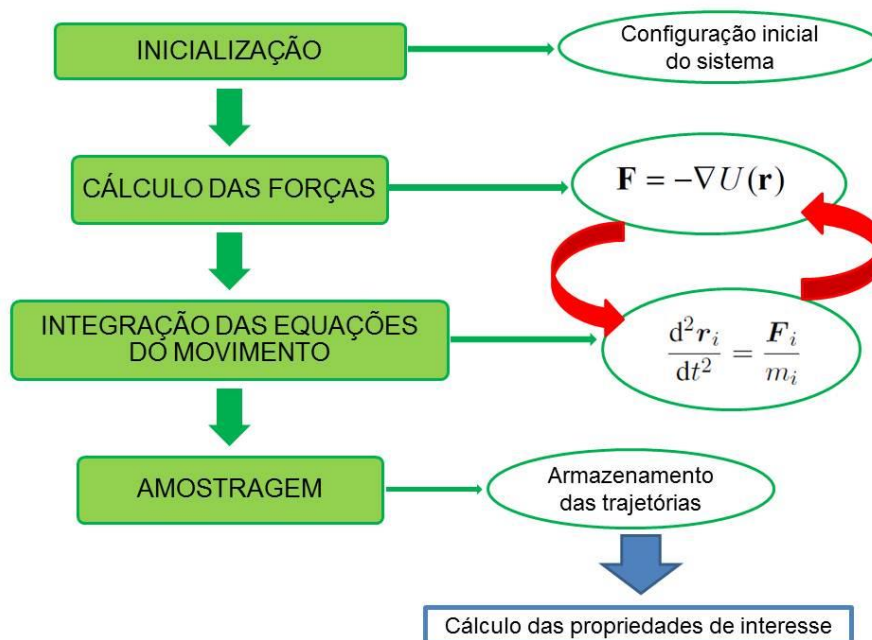 INICIALIZAÇÃO
Configuração inicial
do sistema
CÁLCULO DAS FORÇAS
F = −∇U(r)
INTEGRAÇÃO DAS EQUAÇÕES
DO MOVIMENTO
d²rᵢ/dt² = Fᵢ/mᵢ
AMOSTRAGEM
Armazenamento
das trajetórias
Cálculo das propriedades de interesse